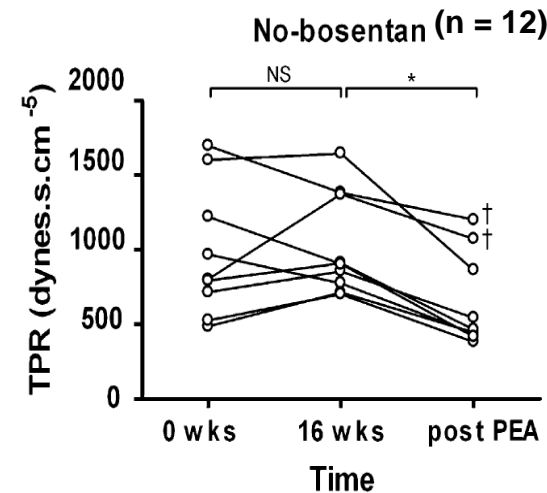 No-bosentan (n = 12)
NS
*
TPR (dynes.s.cm -5)
2000
1500
1000
500
0
†
†
0 wks
16 wks
post PEA
Time